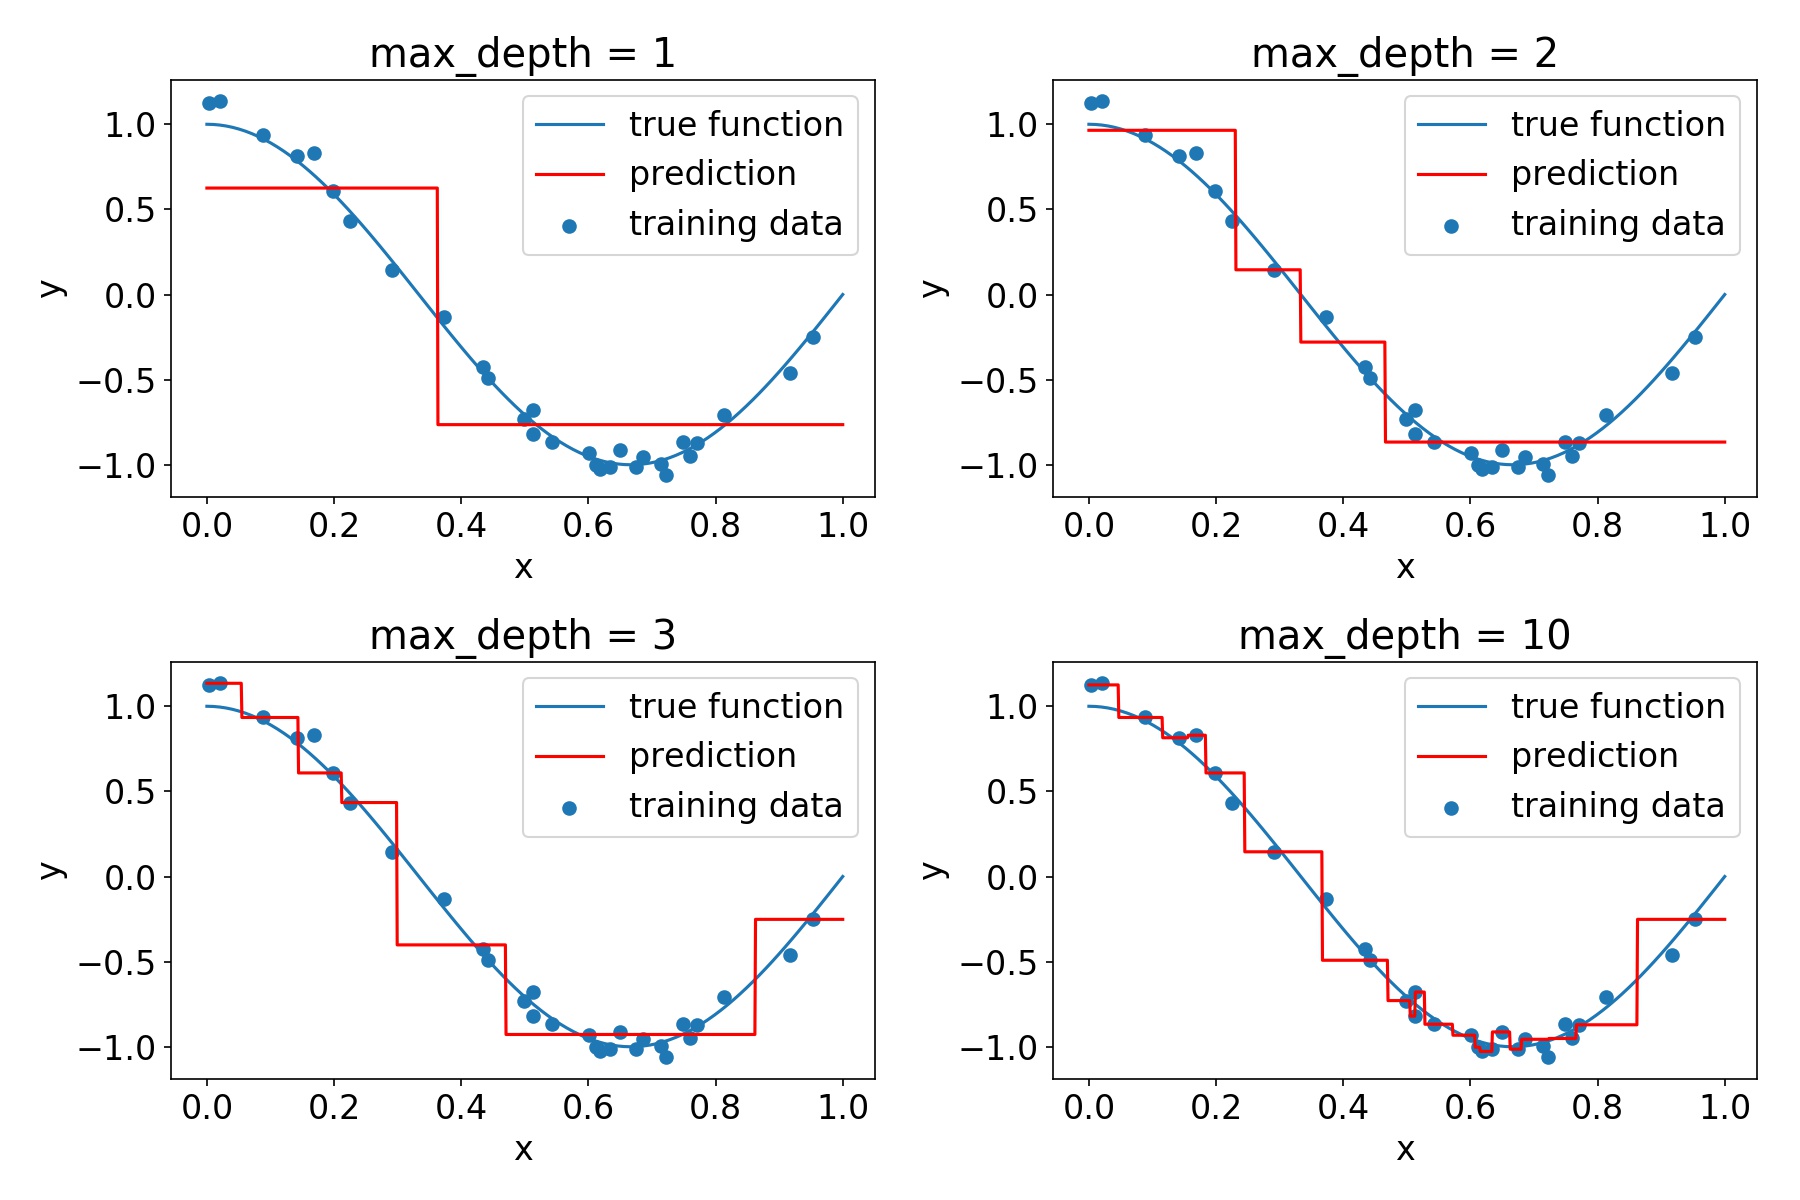 max_depth = 1
true function
prediction
training data
y
1.0
0.5
0.0
−0.5
−1.0
0.0 0.2 0.4 0.6 0.8 1.0
x
max_depth = 2
true function
prediction
training data
y
1.0
0.5
0.0
−0.5
−1.0
0.0 0.2 0.4 0.6 0.8 1.0
x
max_depth = 3
true function
prediction
training data
y
1.0
0.5
0.0
−0.5
−1.0
0.0 0.2 0.4 0.6 0.8 1.0
x
max_depth = 10
true function
prediction
training data
y
1.0
0.5
0.0
−0.5
−1.0
0.0 0.2 0.4 0.6 0.8 1.0
x